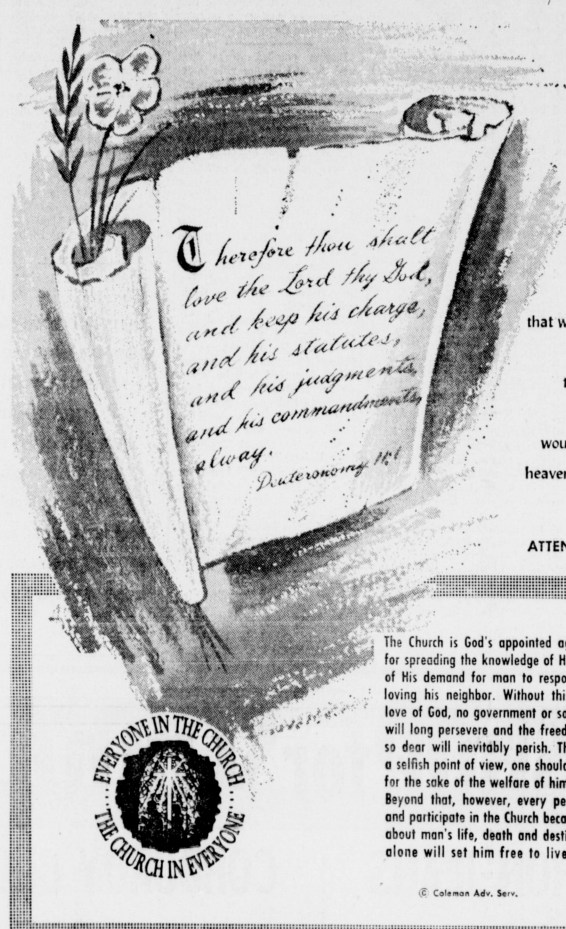 Therefore thou shalt
love the Lord thy God,
and keep his charge,
and his statutes,
and his judgments,
and his commandments,
alway.
Deuteronomy 11:1
that w
t
wou
heaven
ATTEN
The Church is God's appointed ag
for spreading the knowledge of H
of His demand for man to respo
loving his neighbor. Without thi
love of God, no government or so
will long persevere and the freed
so dear will inevitably perish. Th
a selfish point of view, one should
for the sake of the welfare of him
Beyond that, however, every pe
and participate in the Church beca
about man's life, death and desti
alone will set him free to live
© Coleman Adv. Serv.
EVERYONE IN THE CHURCH
THE CHURCH IN EVERYONE